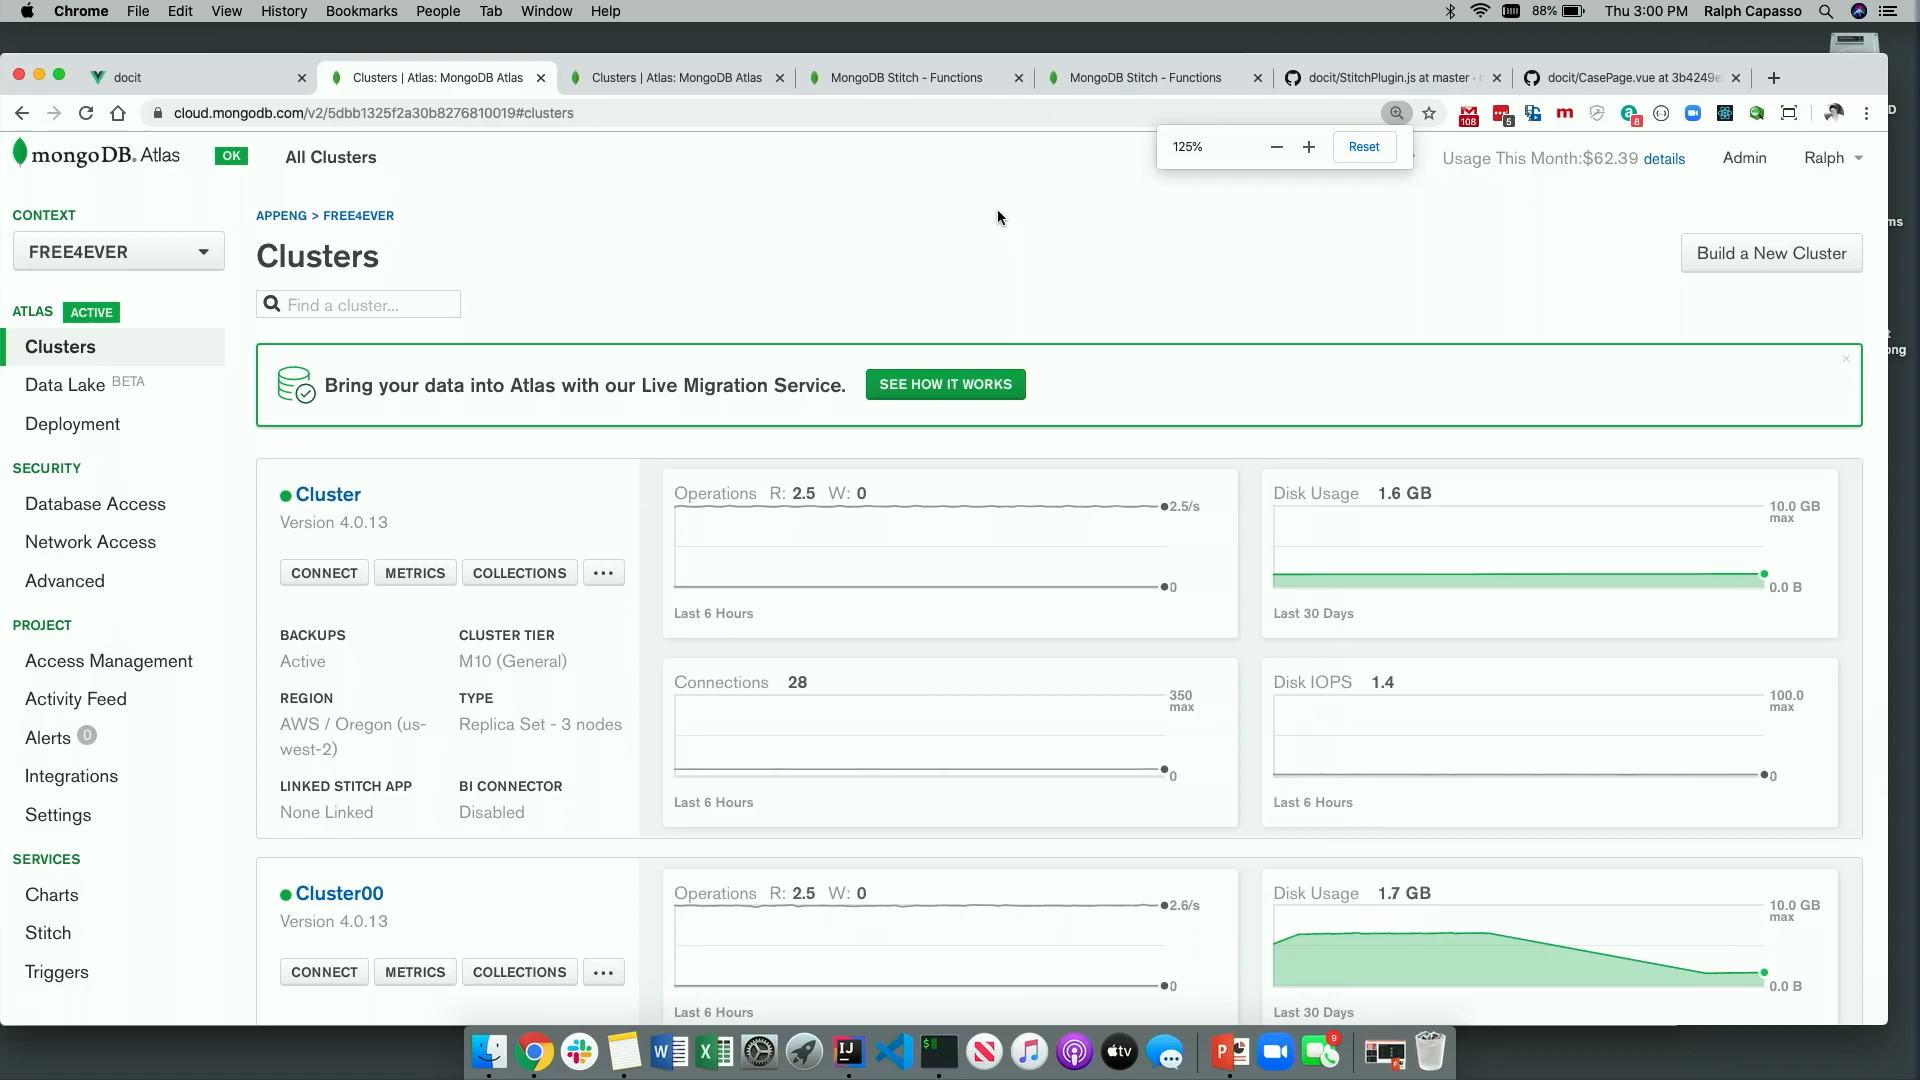 Chrome File Edit View History Bookmarks People Tab Window Help
88% Thu 3:00 PM Ralph Capasso
docit
Clusters | Atlas: MongoDB Atlas
Clusters | Atlas: MongoDB Atlas
MongoDB Stitch - Functions
MongoDB Stitch - Functions
docit/StitchPlugin.js at master ·
docit/CasePage.vue at 3b4249e
cloud.mongodb.com/v2/5dbb1325f2a30b8276810019#clusters
108
5
8
125%
Reset
mongoDB. Atlas
OK
All Clusters
Usage This Month:$62.39 details
Admin
Ralph
CONTEXT
FREE4EVER
ATLAS ACTIVE
Clusters
Data Lake BETA
Deployment
SECURITY
Database Access
Network Access
Advanced
PROJECT
Access Management
Activity Feed
Alerts 0
Integrations
Settings
SERVICES
Charts
Stitch
Triggers
APPENG > FREE4EVER
Clusters
Build a New Cluster
Find a cluster...
Bring your data into Atlas with our Live Migration Service.
SEE HOW IT WORKS
Cluster
Version 4.0.13
CONNECT METRICS COLLECTIONS ...
BACKUPS
Active
CLUSTER TIER
M10 (General)
REGION
AWS / Oregon (us-
west-2)
TYPE
Replica Set - 3 nodes
LINKED STITCH APP
None Linked
BI CONNECTOR
Disabled
Operations R: 2.5 W: 0
2.5/s
0
Last 6 Hours
Disk Usage 1.6 GB
10.0 GB
max
0.0 B
Last 30 Days
Connections 28
350
max
0
Last 6 Hours
Disk IOPS 1.4
100.0
max
0
Last 6 Hours
Cluster00
Version 4.0.13
CONNECT METRICS COLLECTIONS ...
Operations R: 2.5 W: 0
2.6/s
0
Last 6 Hours
Disk Usage 1.7 GB
10.0 GB
max
0.0 B
Last 30 Days
D
ms
t
ong
W
X
IJ
$
tv
P
9